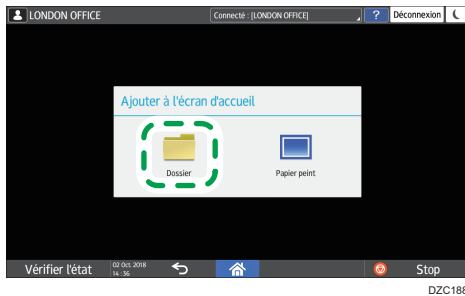 LONDON OFFICE
Connecté : [LONDON OFFICE]
?
Déconnexion
Ajouter à l'écran d'accueil
Dossier
Papier peint
Vérifier l'état
02 Oct. 2018
14 : 36
Stop
DZC188